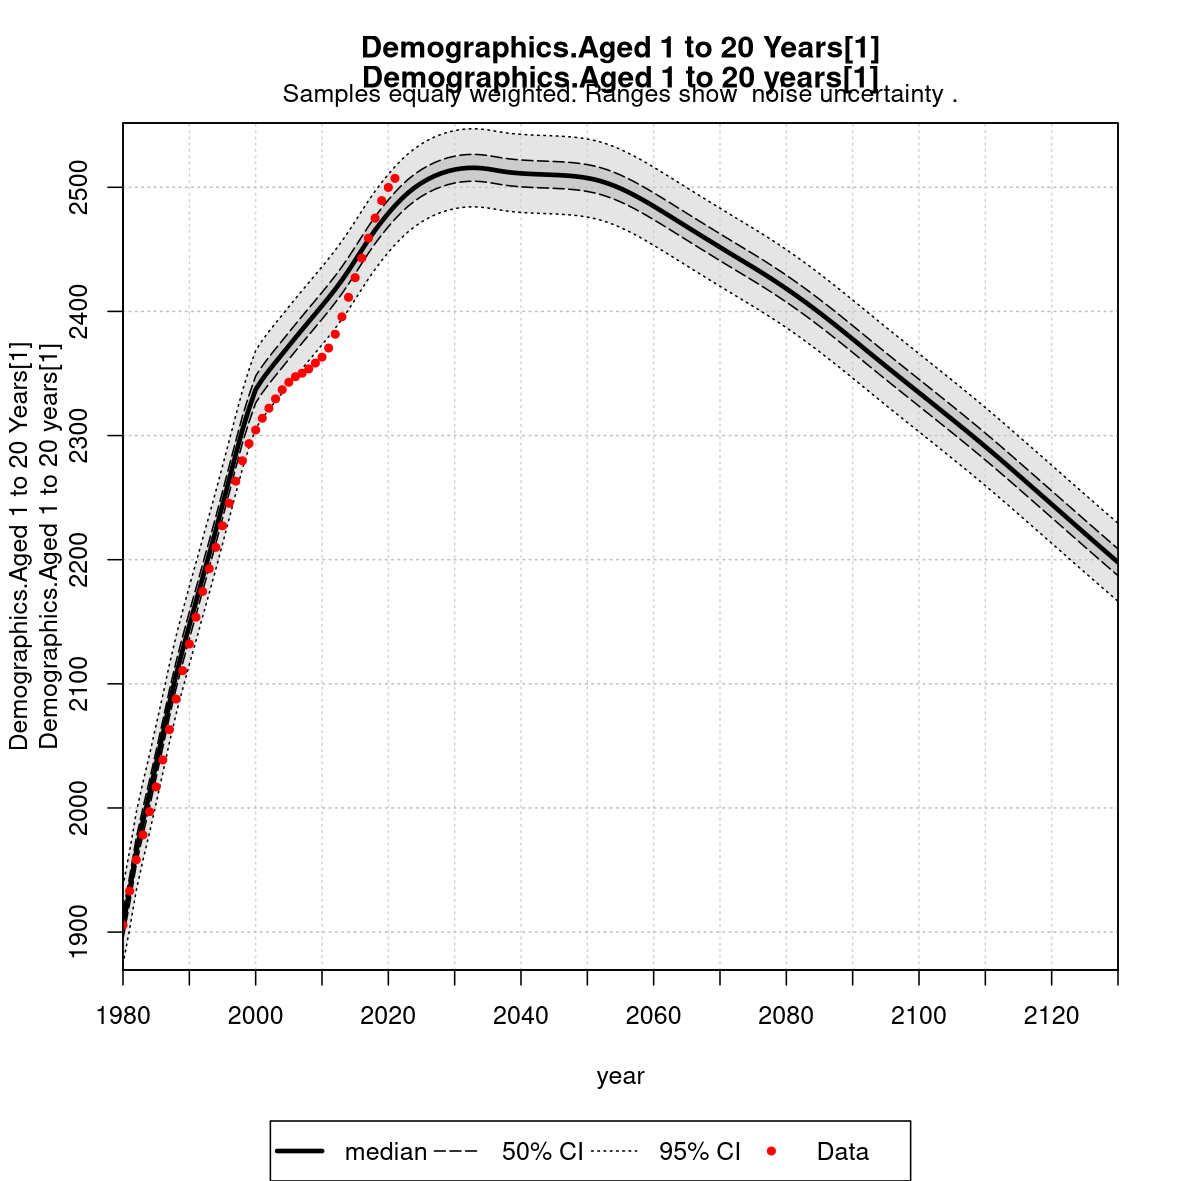 Demographics.Aged 1 to 20 Years[1]
Demographics.Aged 1 to 20 years[1]
Samples equaly weighted. Ranges show  noise uncertainty .
Demographics.Aged 1 to 20 Years[1]
Demographics.Aged 1 to 20 years[1]
2500
2400
2300
2200
2100
2000
1900
1980 2000 2020 2040 2060 2080 2100 2120
year
median 50% CI 95% CI Data